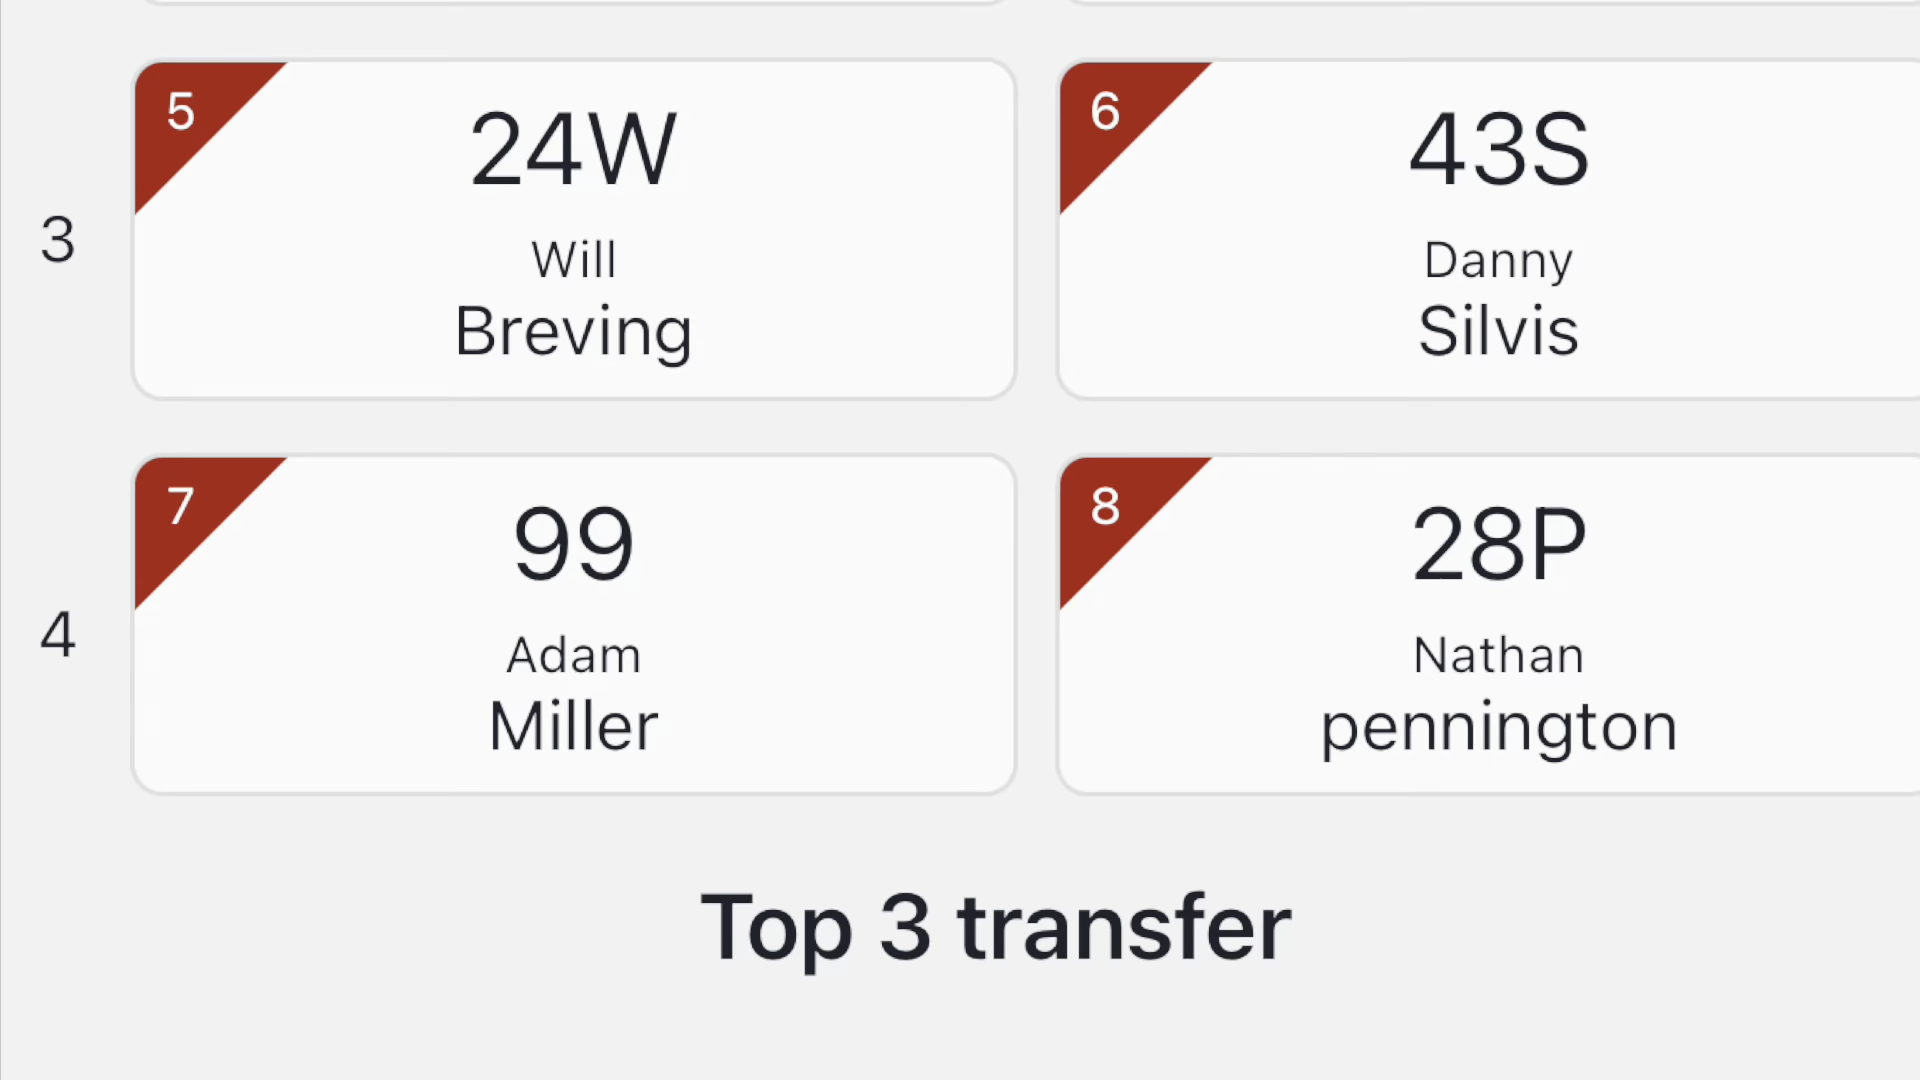 3
5
24W
Will
Breving
6
43S
Danny
Silvis
4
7
99
Adam
Miller
8
28P
Nathan
pennington
Top 3 transfer